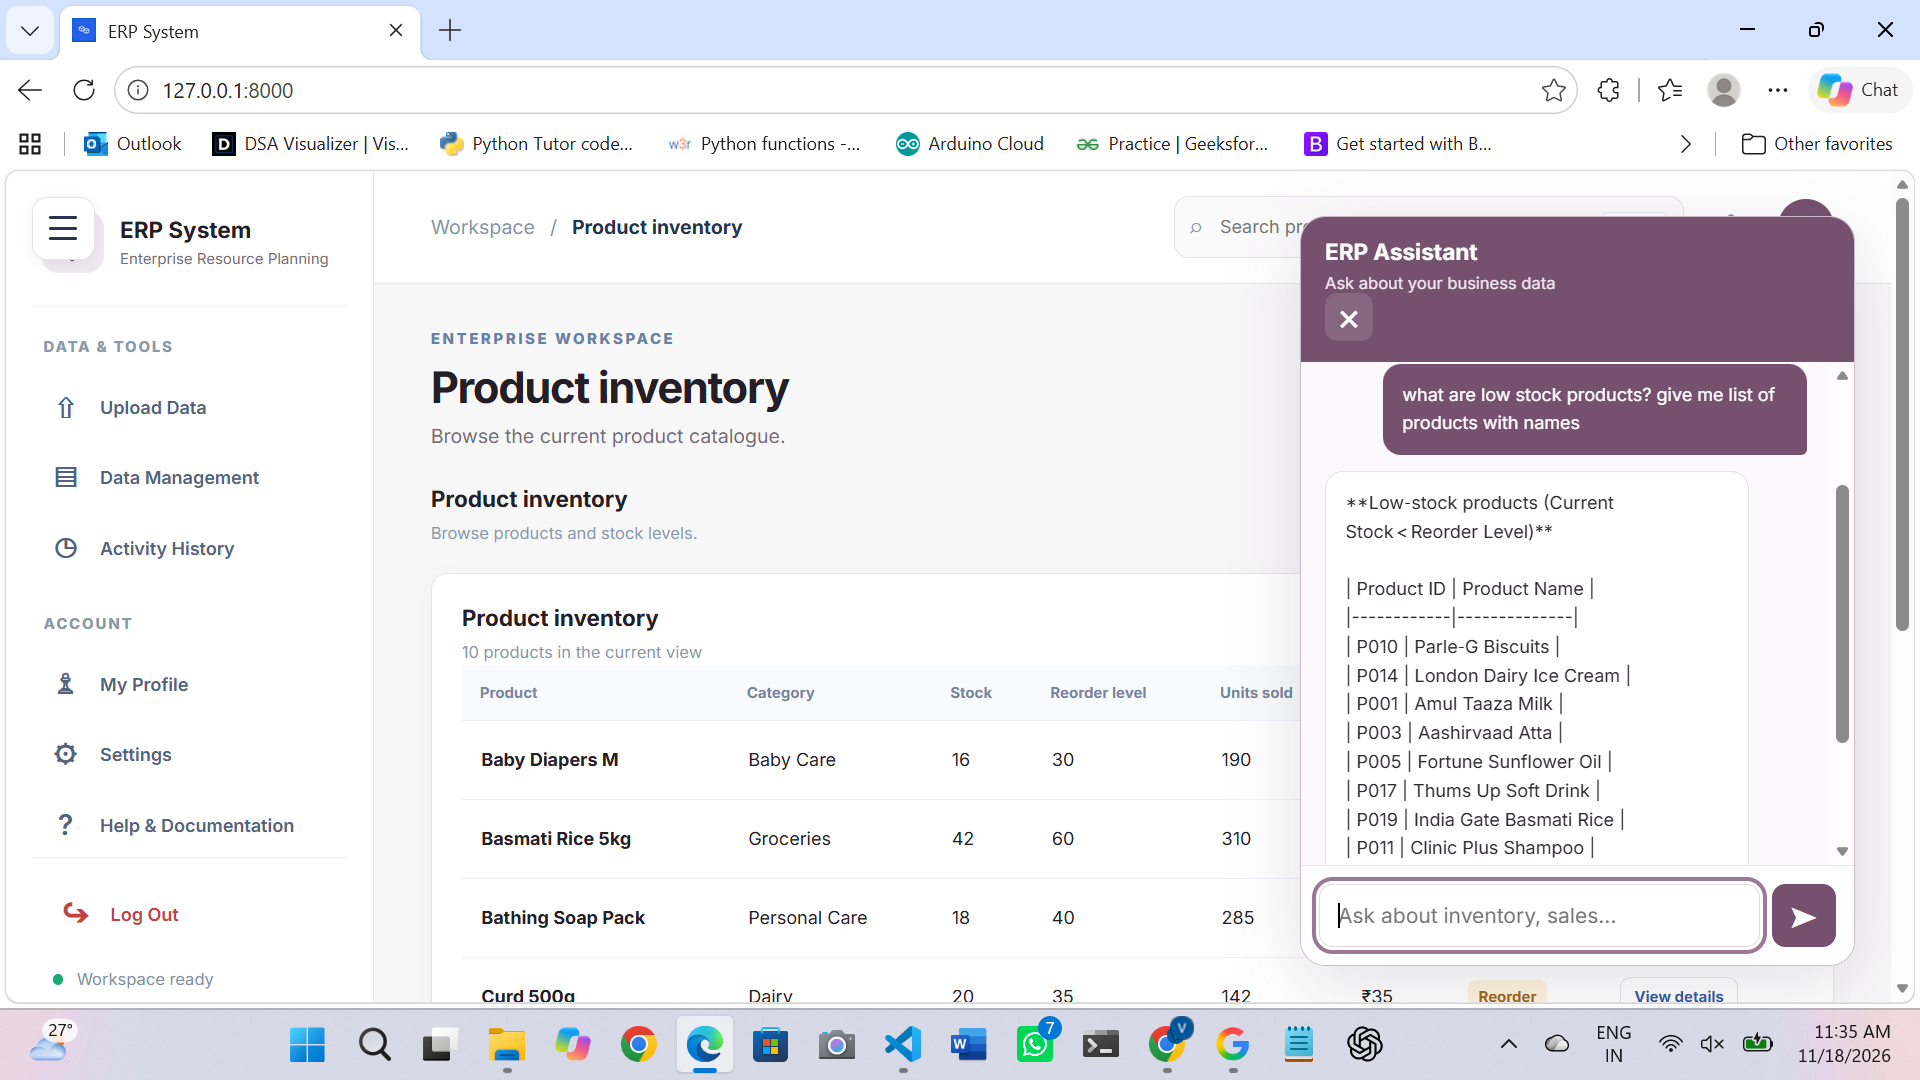 ERP System
127.0.0.1:8000
Chat
Outlook
DSA Visualizer | Vis...
Python Tutor code...
Python functions -...
Arduino Cloud
Practice | Geeksfor...
Get started with B...
Other favorites
ERP System
Enterprise Resource Planning
DATA & TOOLS
Upload Data
Data Management
Activity History
ACCOUNT
My Profile
Settings
Help & Documentation
Log Out
Workspace ready
Workspace / Product inventory
Search
ENTERPRISE WORKSPACE
Product inventory
Browse the current product catalogue.
Product inventory
Browse products and stock levels.
Product inventory
10 products in the current view
Product Category Stock Reorder level Units sold
Baby Diapers M Baby Care 16 30 190
Basmati Rice 5kg Groceries 42 60 310
Bathing Soap Pack Personal Care 18 40 285
Curd 500g Dairy 20 35 142 ₹35 Reorder View details
ERP Assistant
Ask about your business data
what are low stock products? give me list of
products with names
**Low-stock products (Current
Stock < Reorder Level)**
| Product ID | Product Name |
|------------|--------------|
| P010 | Parle-G Biscuits |
| P014 | London Dairy Ice Cream |
| P001 | Amul Taaza Milk |
| P003 | Aashirvaad Atta |
| P005 | Fortune Sunflower Oil |
| P017 | Thums Up Soft Drink |
| P019 | India Gate Basmati Rice |
| P011 | Clinic Plus Shampoo |
Ask about inventory, sales...
27°
7
V
ENG
IN
11:35 AM
11/18/2026